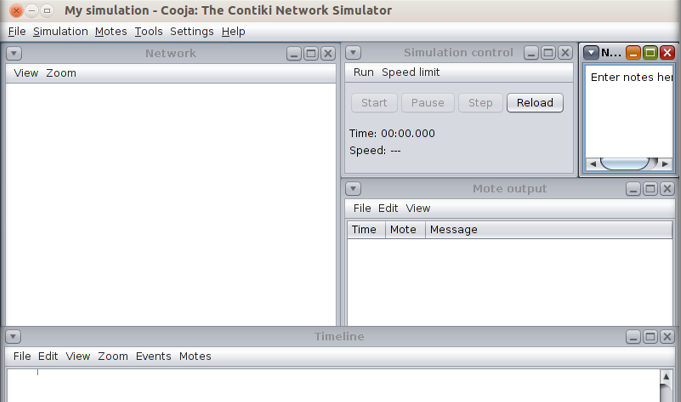 My simulation - Cooja: The Contiki Network Simulator
File Simulation Motes Tools Settings Help
Network
View Zoom
Simulation control
Run Speed limit
Start Pause Step Reload
Time: 00:00.000
Speed: ---
N...
Enter notes her
Mote output
File Edit View
Time Mote Message
Timeline
File Edit View Zoom Events Motes